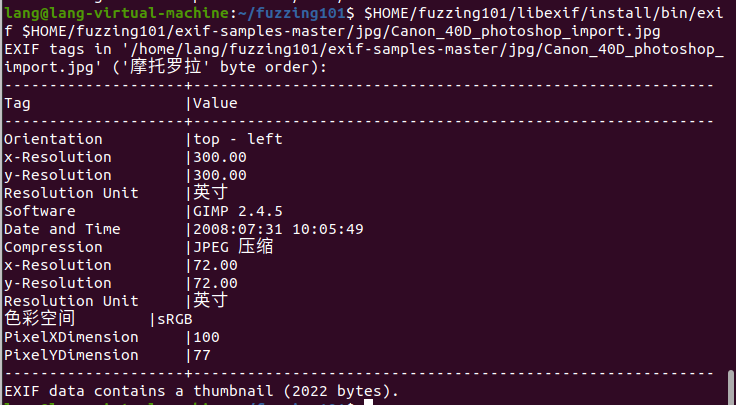 lang@lang-virtual-machine:~/fuzzing101$ $HOME/fuzzing101/libexif/install/bin/exi
f $HOME/fuzzing101/exif-samples-master/jpg/Canon_40D_photoshop_import.jpg
EXIF tags in '/home/lang/fuzzing101/exif-samples-master/jpg/Canon_40D_photoshop_
import.jpg' ('摩托罗拉' byte order):
--------------------+----------------------------------------------------------
Tag                 |Value
--------------------+----------------------------------------------------------
Orientation         |top - left
x-Resolution        |300.00
y-Resolution        |300.00
Resolution Unit     |英寸
Software            |GIMP 2.4.5
Date and Time       |2008:07:31 10:05:49
Compression         |JPEG 压缩
x-Resolution        |72.00
y-Resolution        |72.00
Resolution Unit     |英寸
色彩空间        |sRGB
PixelXDimension     |100
PixelYDimension     |77
--------------------+----------------------------------------------------------
EXIF data contains a thumbnail (2022 bytes).